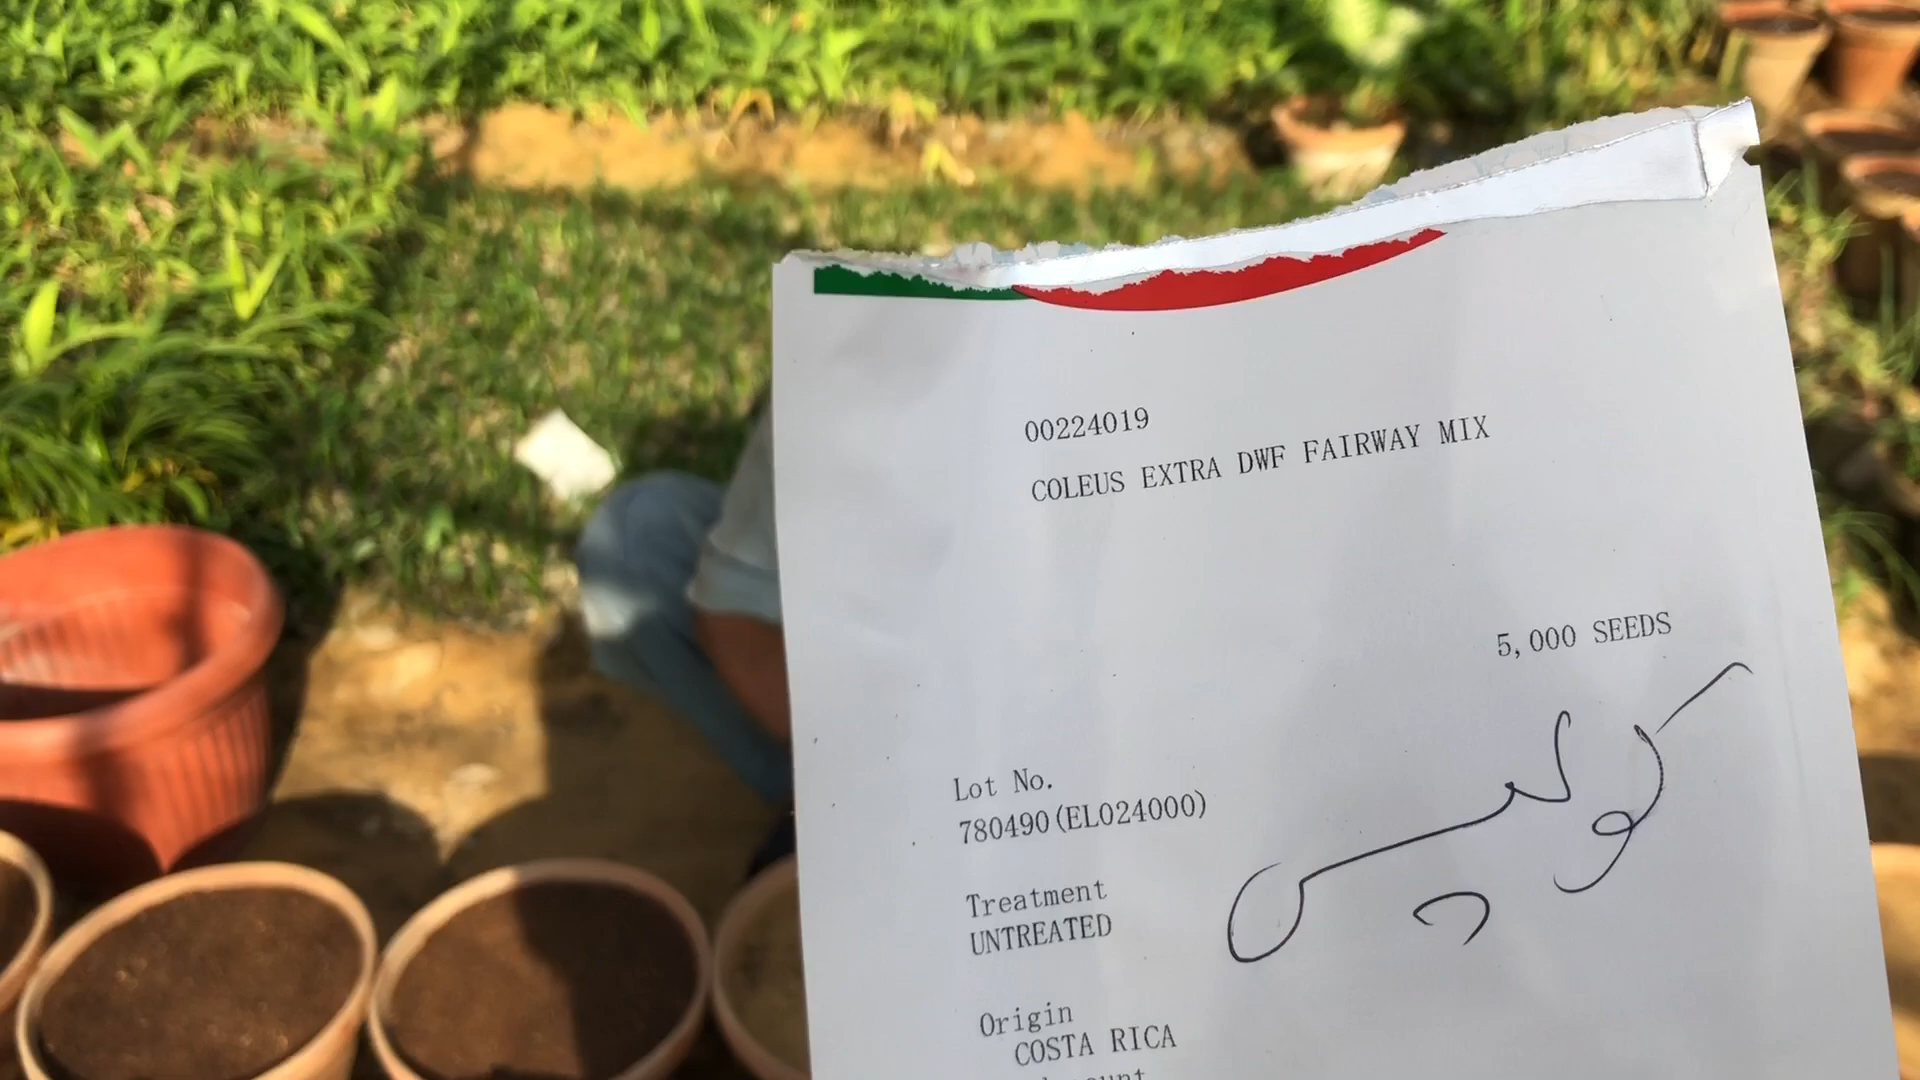 00224019
COLEUS EXTRA DWF FAIRWAY MIX
5,000 SEEDS
کولیس
Lot No.
780490(EL024000)
Treatment
UNTREATED
Origin
COSTA RICA